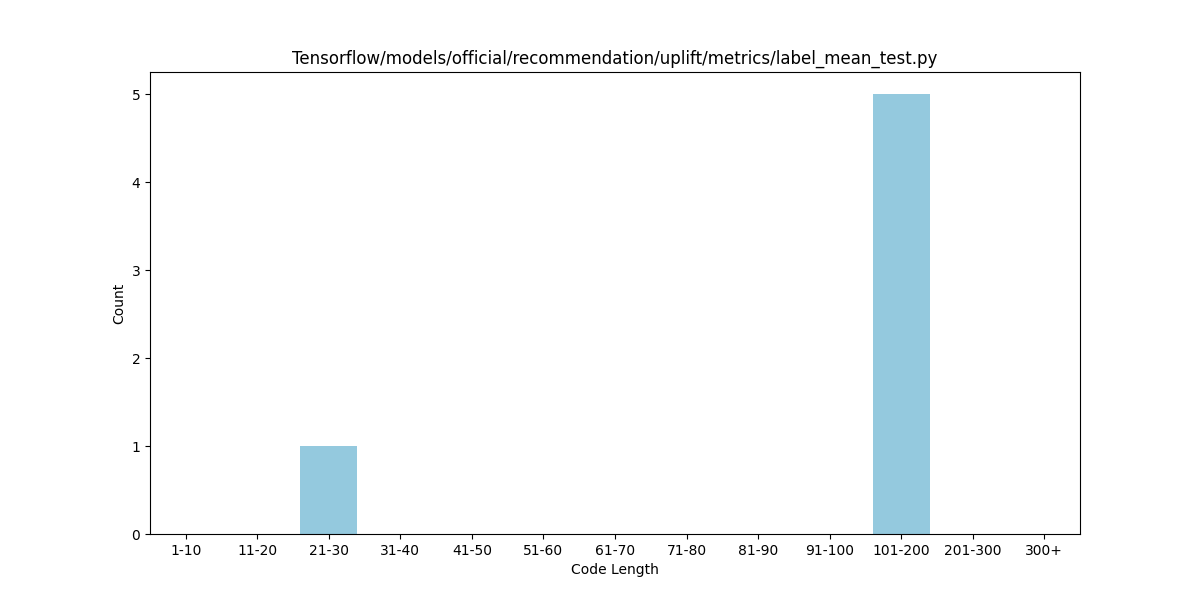 Tensorflow/models/official/recommendation/uplift/metrics/label_mean_test.py
5
4
3
2
1
0
Count
1-10 11-20 21-30 31-40 41-50 51-60 61-70 71-80 81-90 91-100 101-200 201-300 300+
Code Length